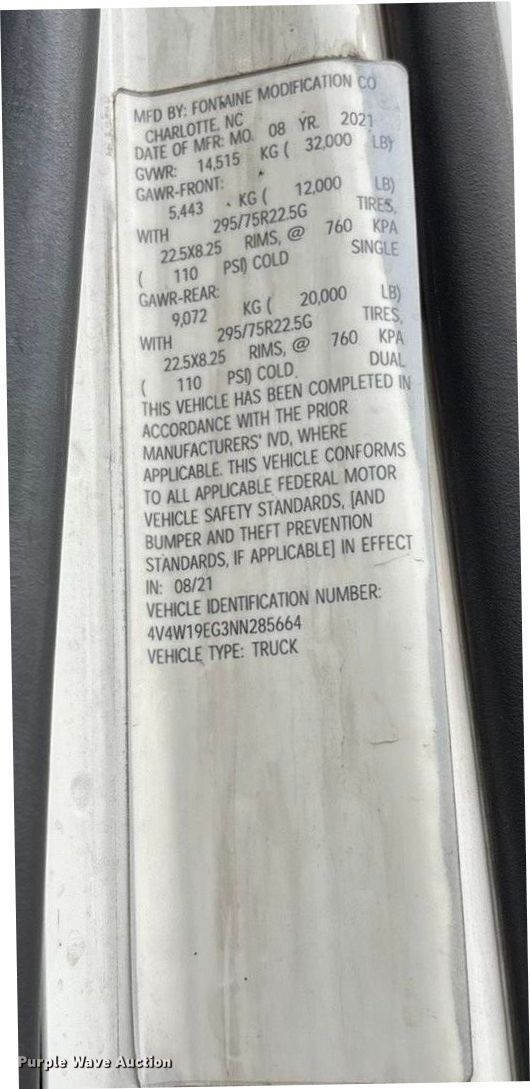 MFD BY: FONTAINE MODIFICATION CO
CHARLOTTE, NC
DATE OF MFR: MO. 08 YR. 2021
GVWR: 14,515 KG ( 32,000 LB)
GAWR-FRONT:
5,443 KG ( 12,000 LB)
WITH 295/75R22.5G TIRES,
22.5X8.25 RIMS, @ 760 KPA
( 110 PSI) COLD SINGLE
GAWR-REAR:
9,072 KG ( 20,000 LB)
WITH 295/75R22.5G TIRES,
22.5X8.25 RIMS, @ 760 KPA
( 110 PSI) COLD. DUAL
THIS VEHICLE HAS BEEN COMPLETED IN
ACCORDANCE WITH THE PRIOR
MANUFACTURERS' IVD, WHERE
APPLICABLE. THIS VEHICLE CONFORMS
TO ALL APPLICABLE FEDERAL MOTOR
VEHICLE SAFETY STANDARDS, [AND
BUMPER AND THEFT PREVENTION
STANDARDS, IF APPLICABLE] IN EFFECT
IN: 08/21
VEHICLE IDENTIFICATION NUMBER:
4V4W19EG3NN285664
VEHICLE TYPE: TRUCK
Purple Wave Auction